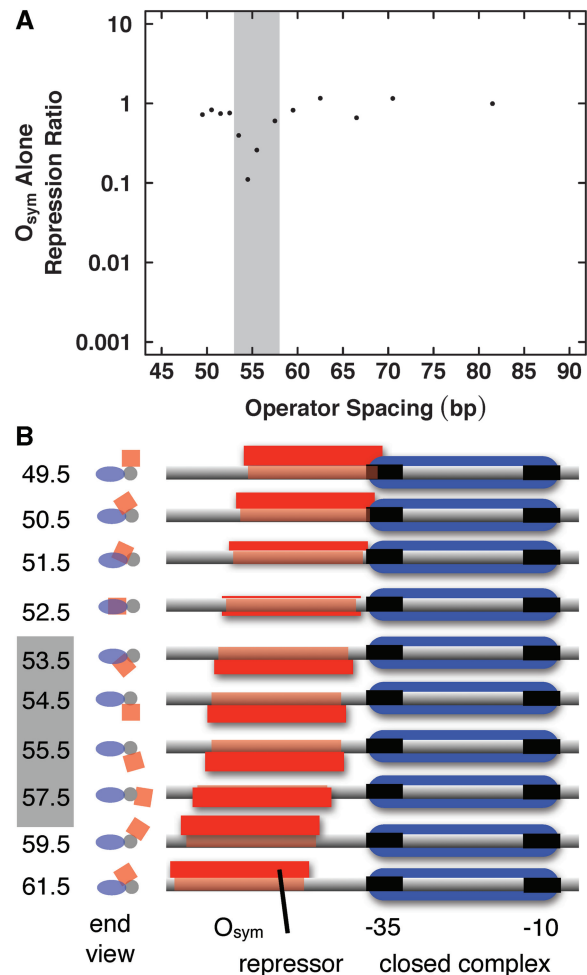 A
10
1
0.1
0.01
0.001
O_sym Alone
Repression Ratio
45 50 55 60 65 70 75 80 85 90
Operator Spacing (bp)
B
49.5
50.5
51.5
52.5
53.5
54.5
55.5
57.5
59.5
61.5
end
view
Osym
repressor
-35
-10
closed complex